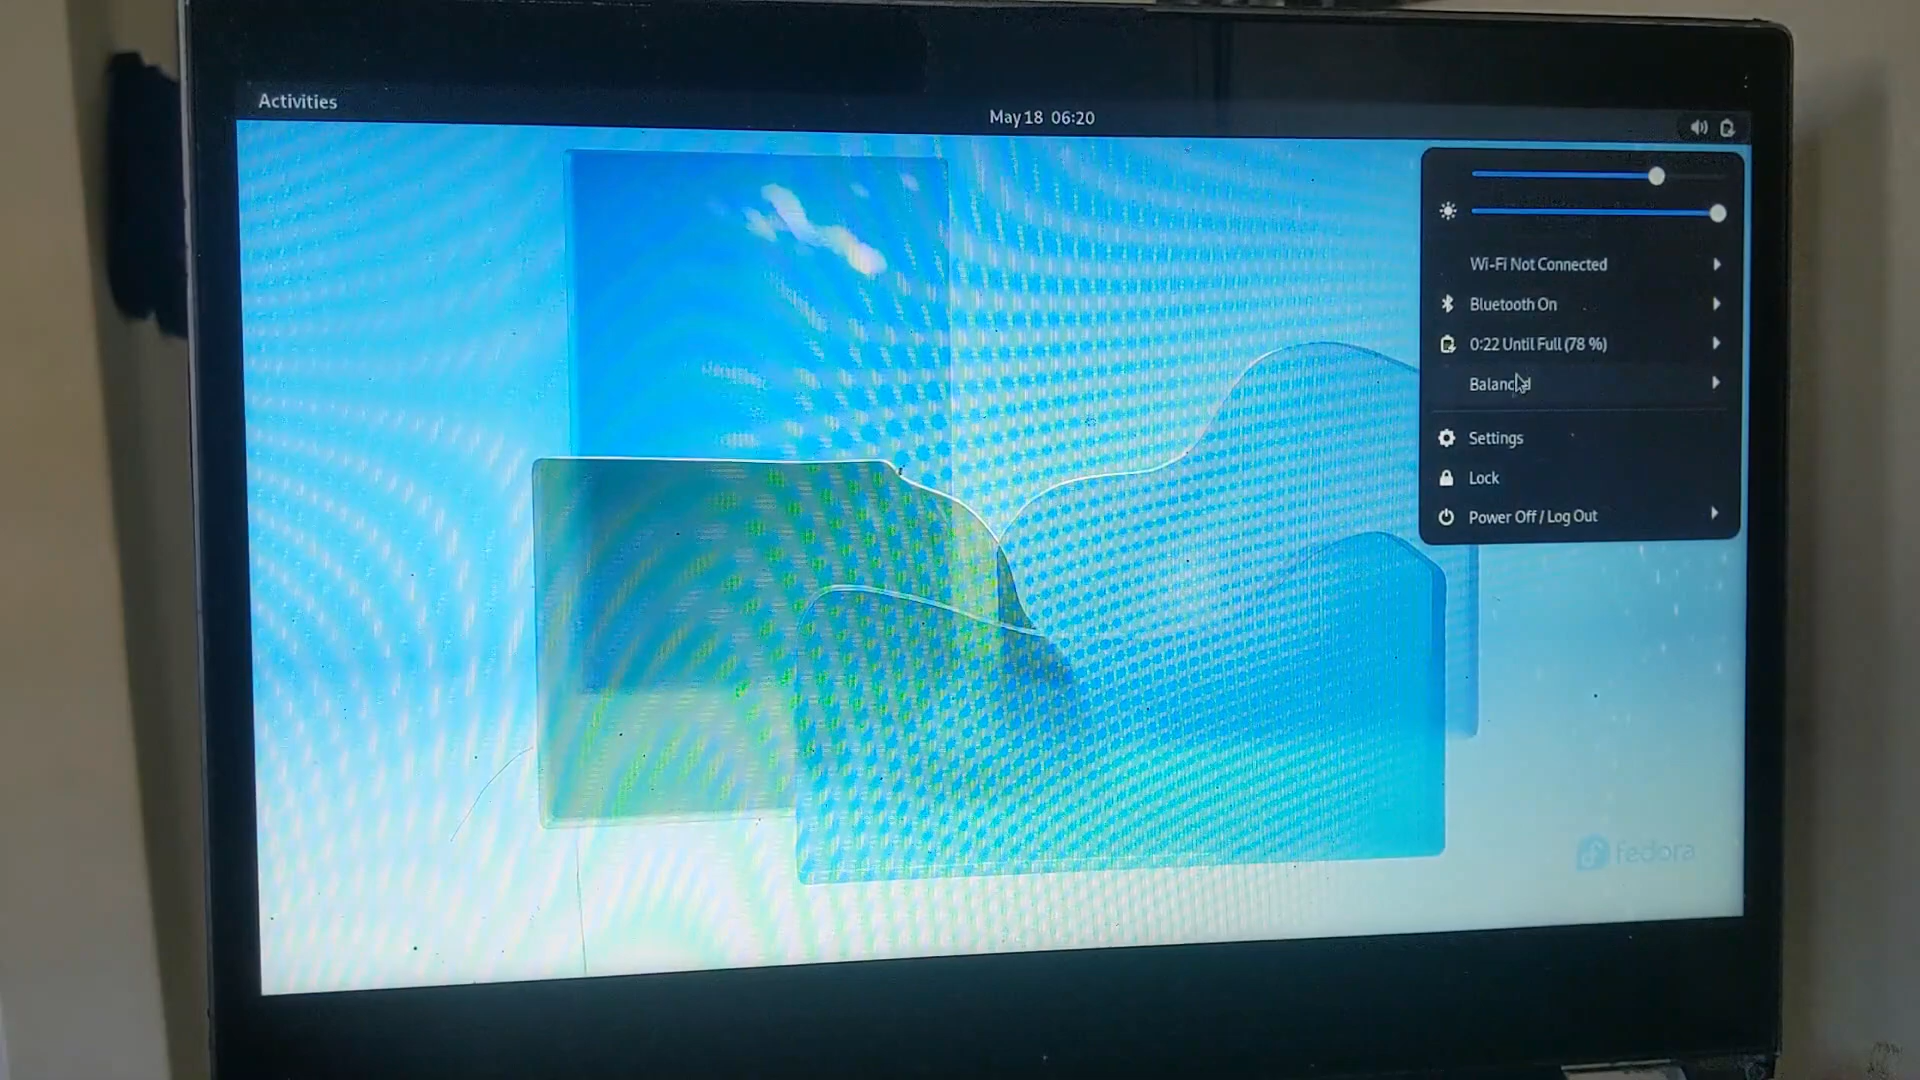 Activities
May 18 06:20
Wi-Fi Not Connected
Bluetooth On
0:22 Until Full (78 %)
Balanced
Settings
Lock
Power Off / Log Out
fedora